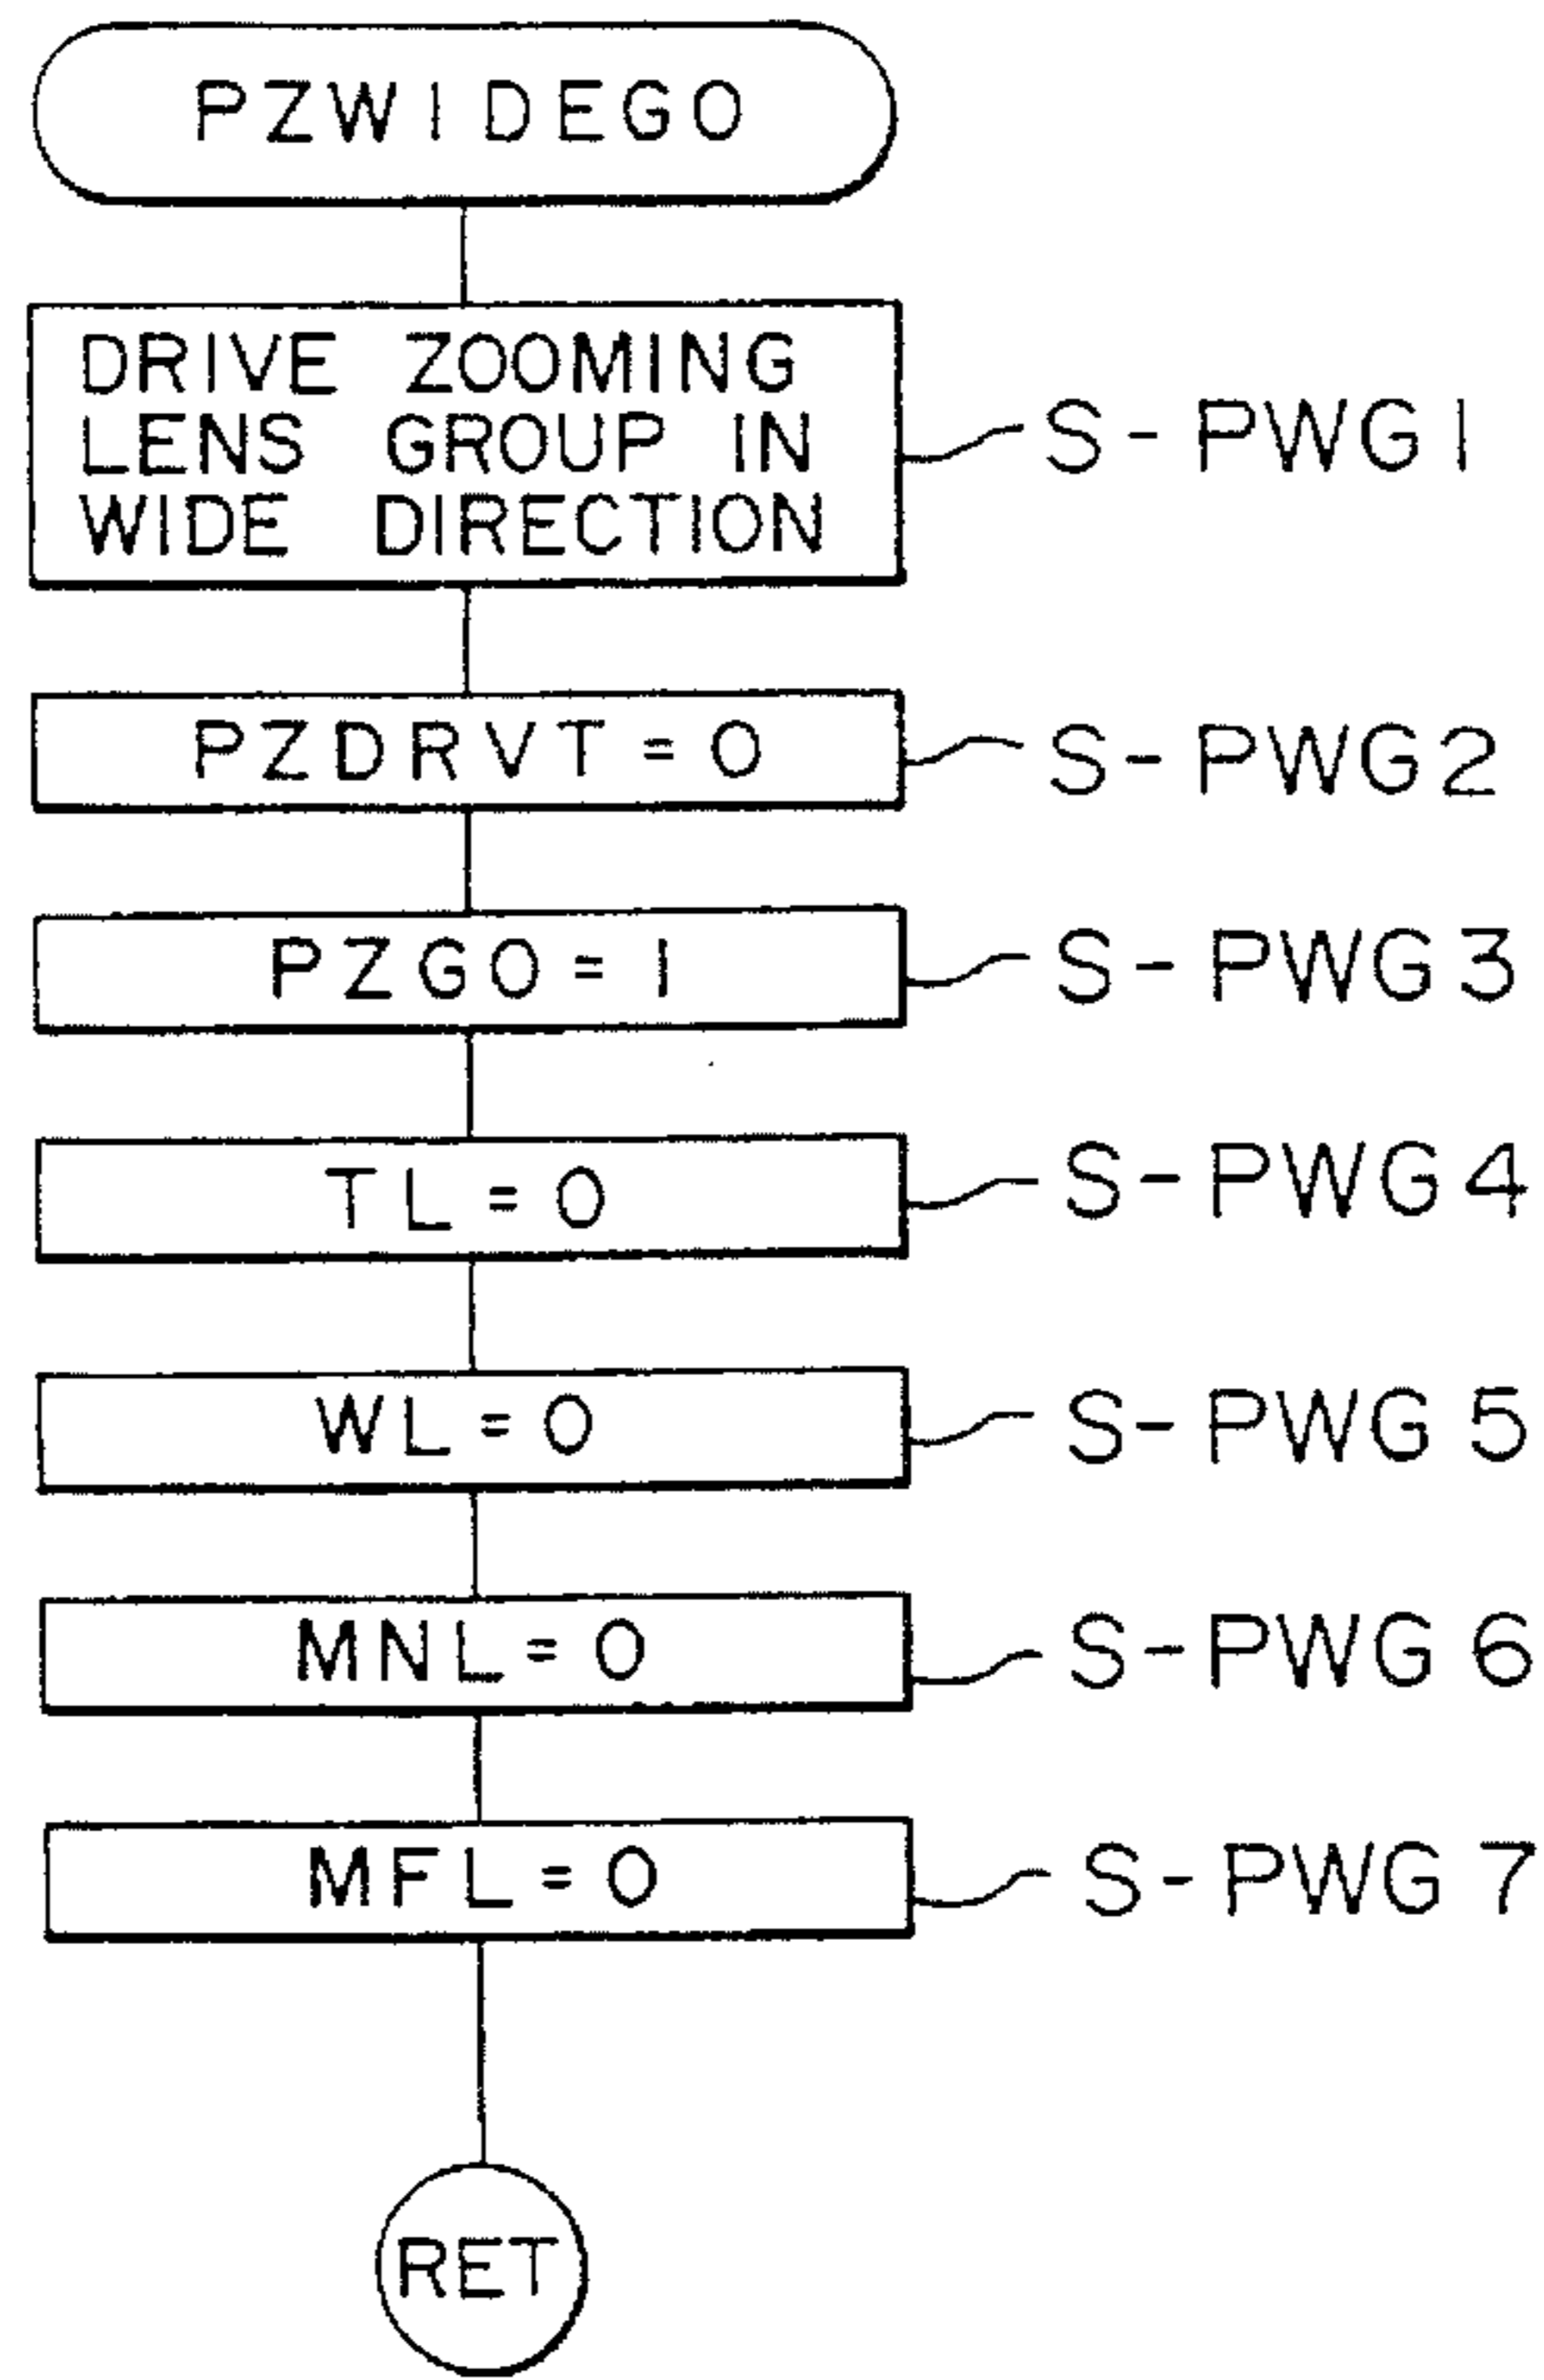 PZWIDEGO
DRIVE ZOOMING
LENS GROUP IN
WIDE DIRECTION
S-PWG1
PZDRVT=0
S-PWG2
PZGO=1
S-PWG3
TL=0
S-PWG4
WL=0
S-PWG5
MNL=0
S-PWG6
MFL=0
S-PWG7
RET